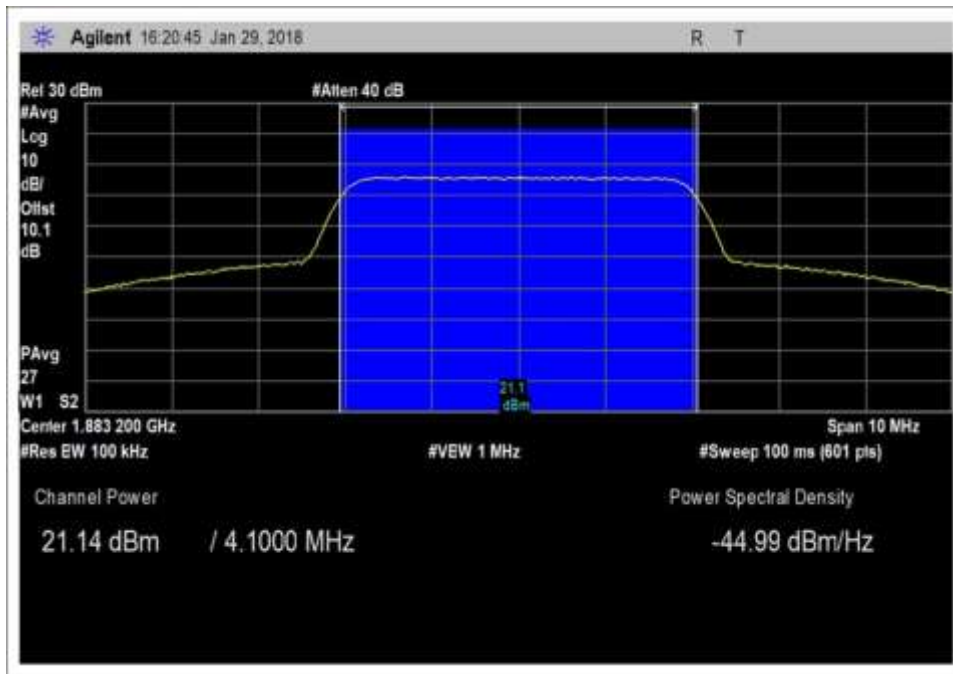 Agilent 16:20:45 Jan 29, 2018 R T
Ref 30 dBm #Atten 40 dB
#Avg
Log
10
dB/
Offst
10.1
dB
PAvg
27
W1 S2
21.1
dBm
Center 1.883 200 GHz Span 10 MHz
#Res BW 100 kHz #VBW 1 MHz #Sweep 100 ms (601 pts)
Channel Power Power Spectral Density
21.14 dBm / 4.1000 MHz -44.99 dBm/Hz